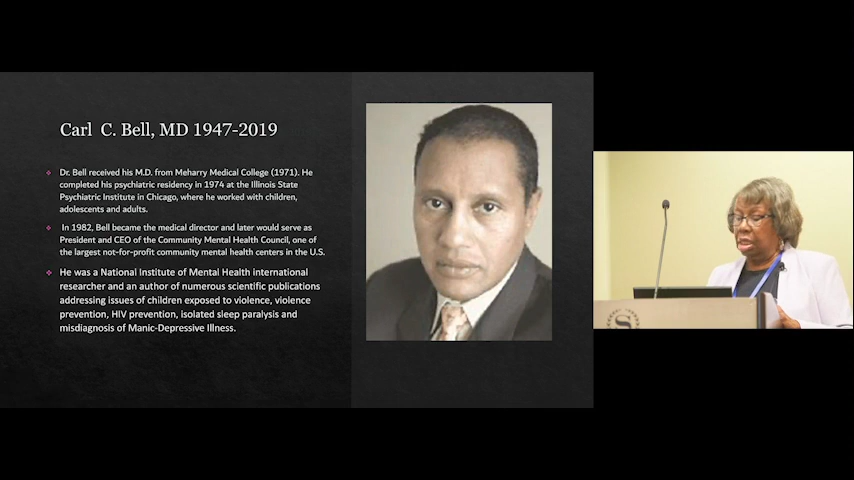 Carl C. Bell, MD 1947-2019
Dr. Bell received his M.D. from Meharry Medical College (1971). He
completed his psychiatric residency in 1974 at the Illinois State
Psychiatric Institute in Chicago, where he worked with children,
adolescents and adults.
In 1982, Bell became the medical director and later would serve as
President and CEO of the Community Mental Health Council, one of
the largest not-for-profit community mental health centers in the U.S.
He was a National Institute of Mental Health international
researcher and an author of numerous scientific publications
addressing issues of children exposed to violence, violence
prevention, HIV prevention, isolated sleep paralysis and
misdiagnosis of Manic-Depressive Illness.
S